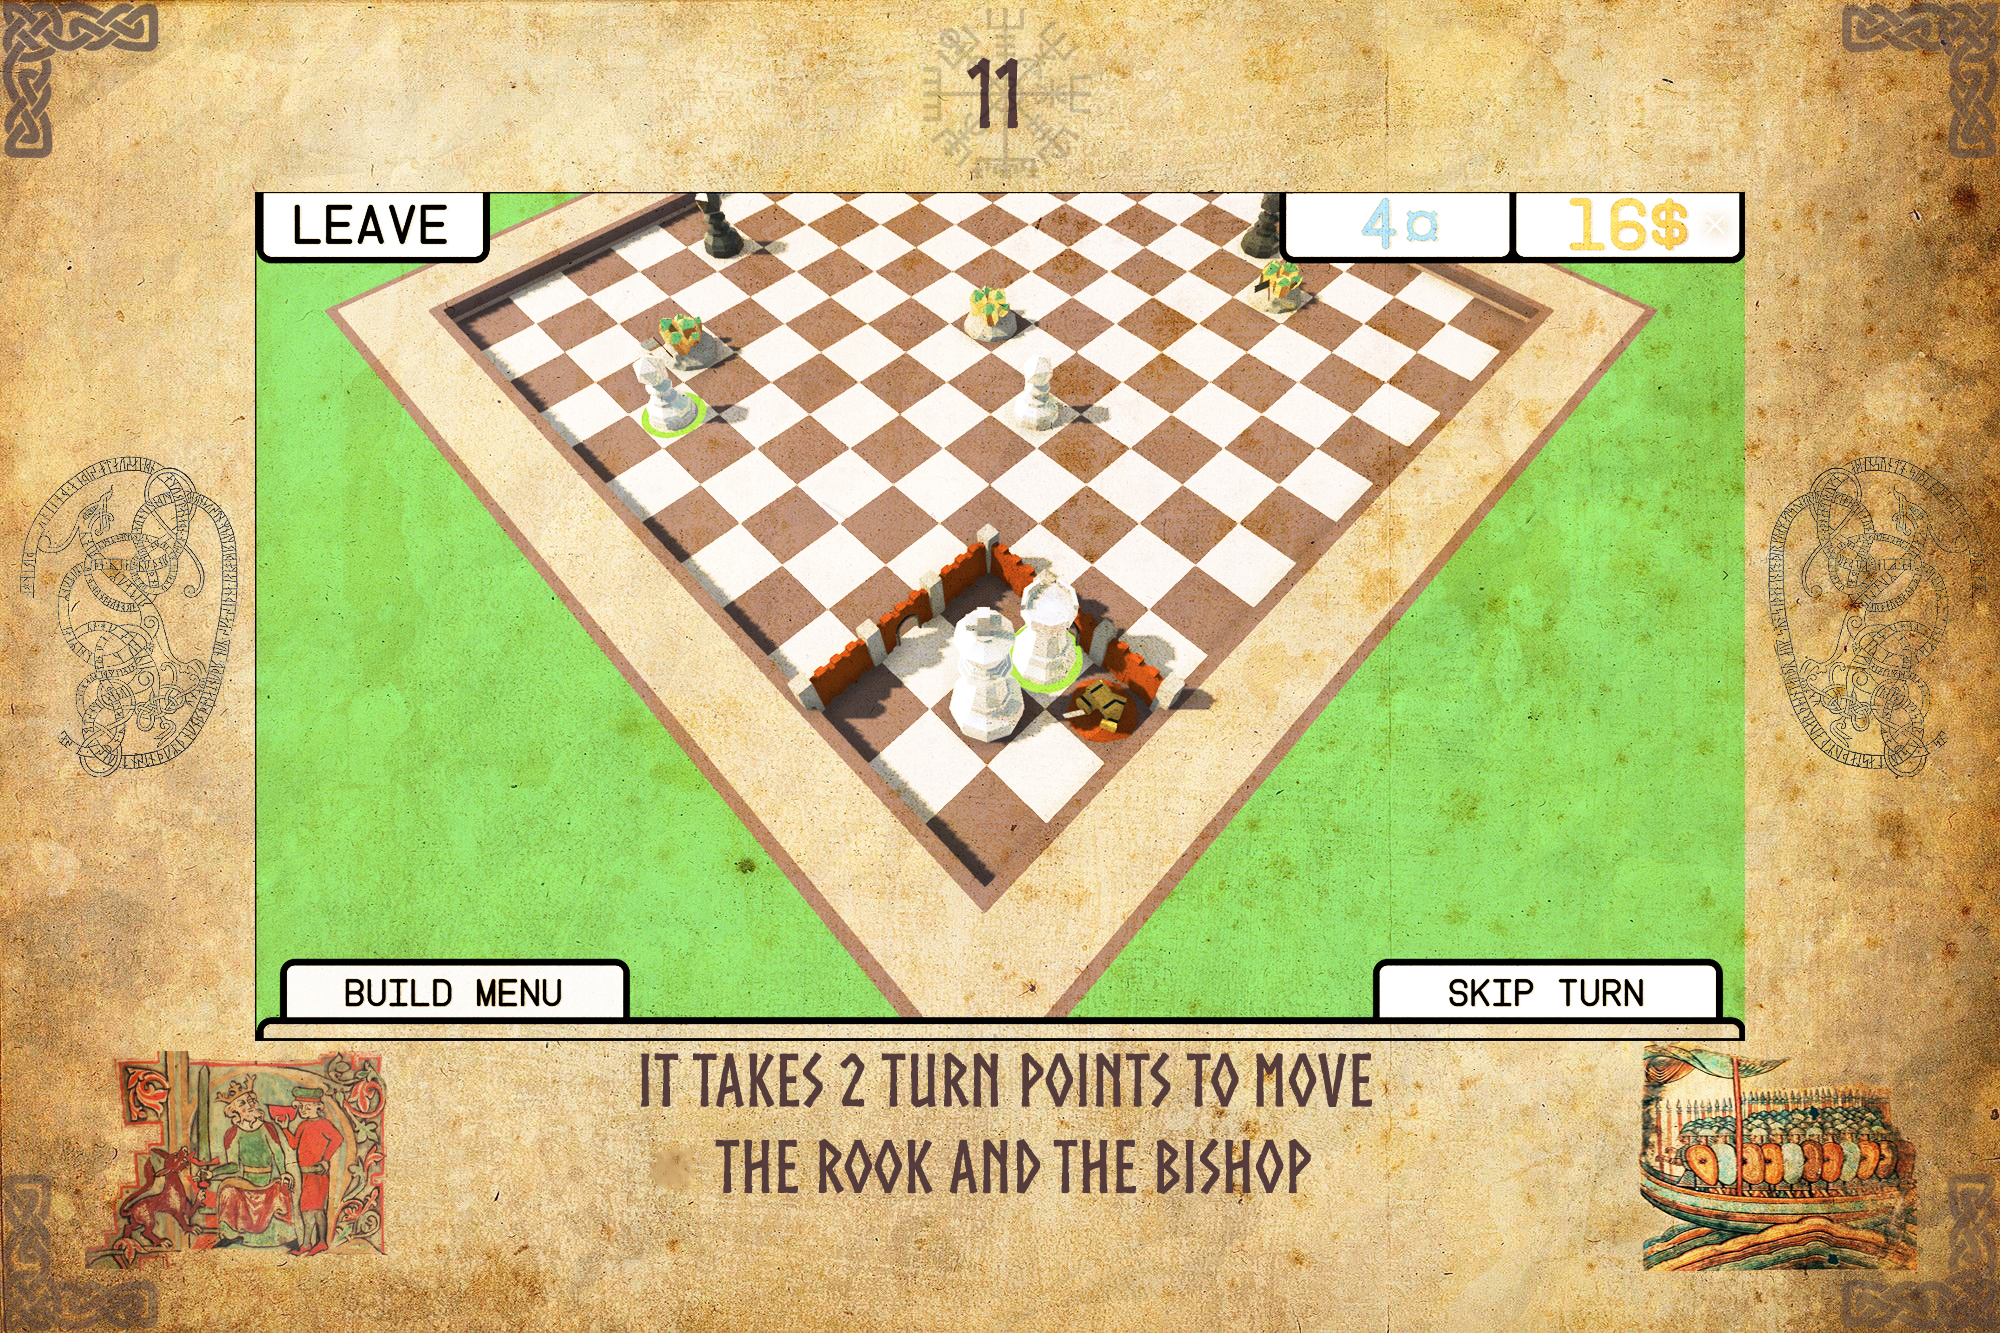 11
LEAVE
4¤
16$
BUILD MENU
SKIP TURN
IT TAKES 2 TURN POINTS TO MOVE
THE ROOK AND THE BISHOP